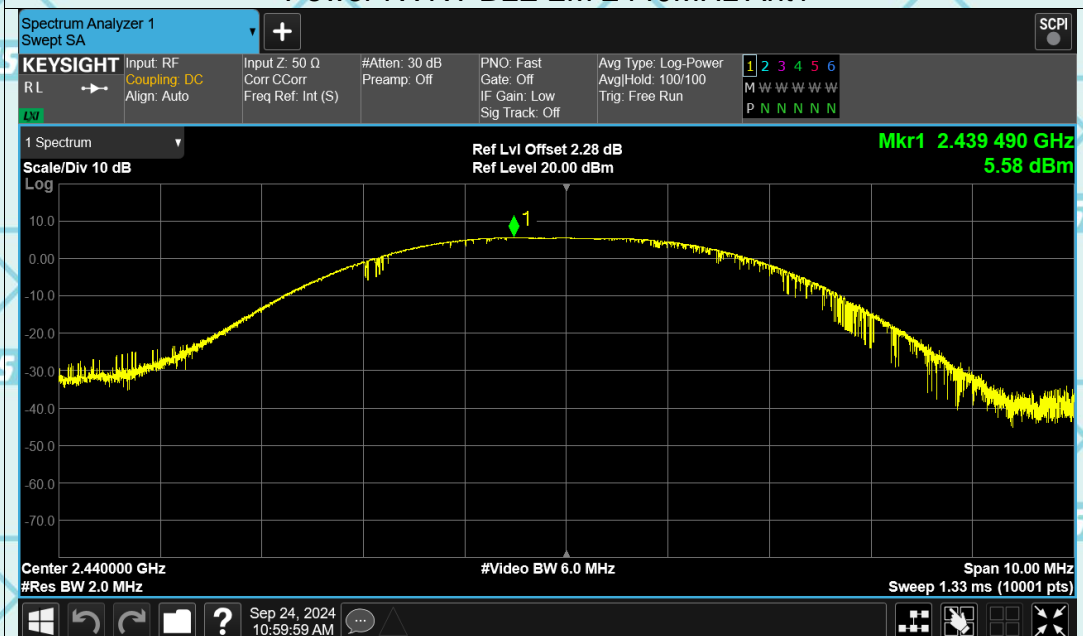 Spectrum Analyzer 1
Swept SA
SCPI
KEYSIGHT
RL
LXI
Input: RF
Coupling: DC
Align: Auto
Input Z: 50 Ω
Corr CCorr
Freq Ref: Int (S)
#Atten: 30 dB
Preamp: Off
PNO: Fast
Gate: Off
IF Gain: Low
Sig Track: Off
Avg Type: Log-Power
Avg|Hold: 100/100
Trig: Free Run
1 2 3 4 5 6
M W W W W W
P N N N N N
1 Spectrum
Scale/Div 10 dB
Ref Lvl Offset 2.28 dB
Ref Level 20.00 dBm
Mkr1 2.439 490 GHz
5.58 dBm
Log
1
10.0
0.00
-10.0
-20.0
-30.0
-40.0
-50.0
-60.0
-70.0
Center 2.440000 GHz
#Res BW 2.0 MHz
#Video BW 6.0 MHz
Span 10.00 MHz
Sweep 1.33 ms (10001 pts)
?
Sep 24, 2024
10:59:59 AM